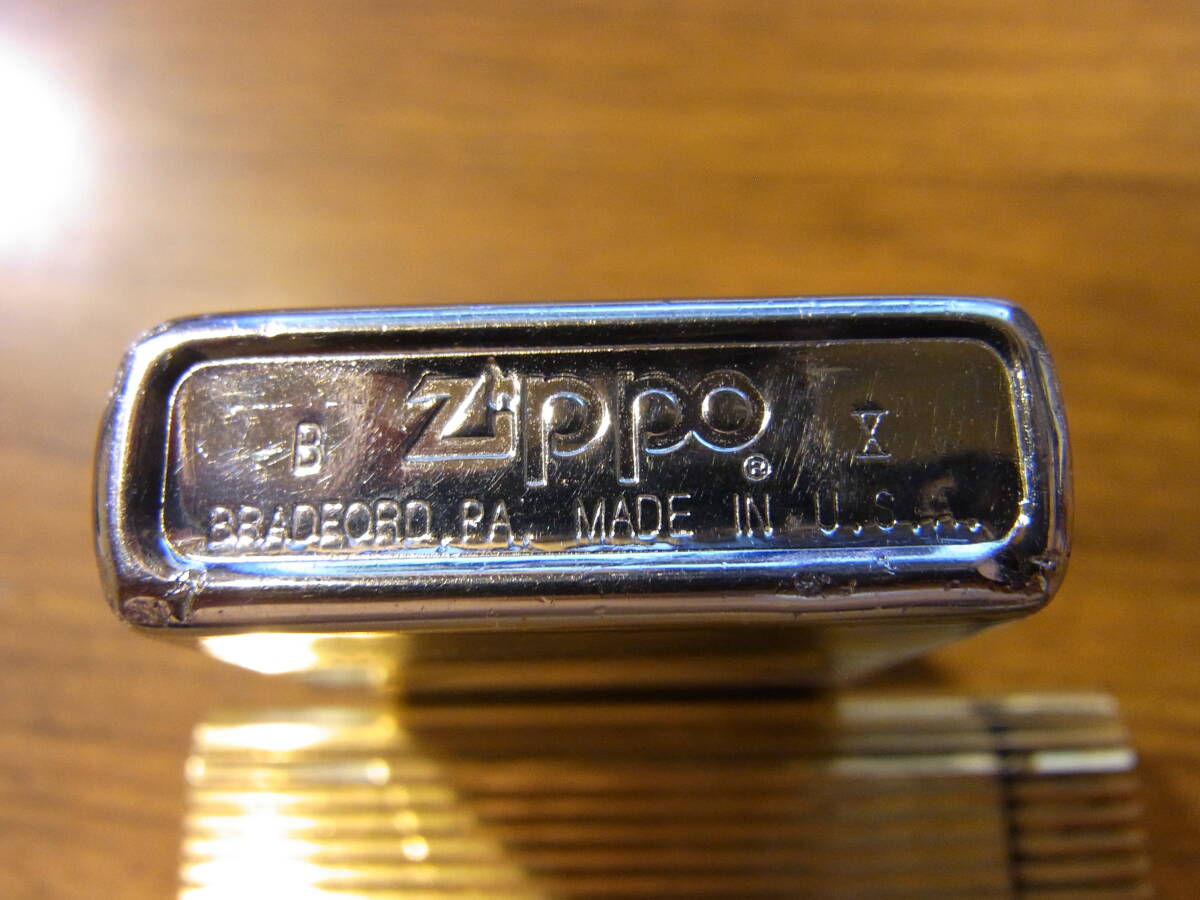 B Zippo ® X
BRADFORD, PA. MADE IN U.S.A.